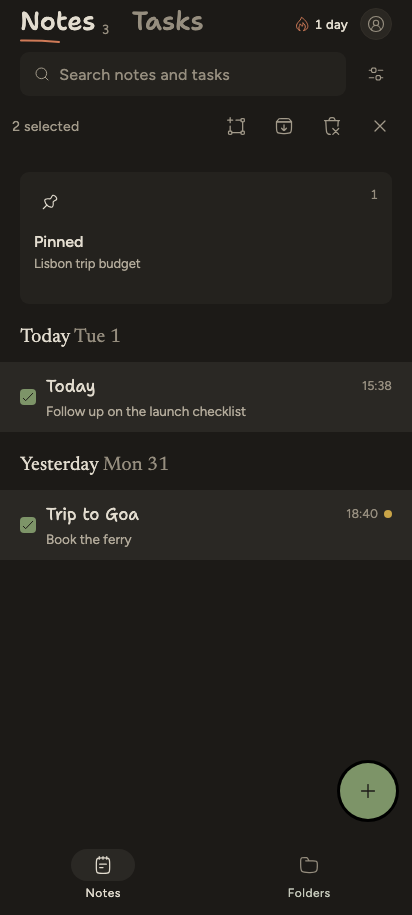 Notes 3 Tasks 1 day
Search notes and tasks
2 selected
1
Pinned
Lisbon trip budget
Today Tue 1
Today 15:38
Follow up on the launch checklist
Yesterday Mon 31
Trip to Goa 18:40
Book the ferry
Notes Folders